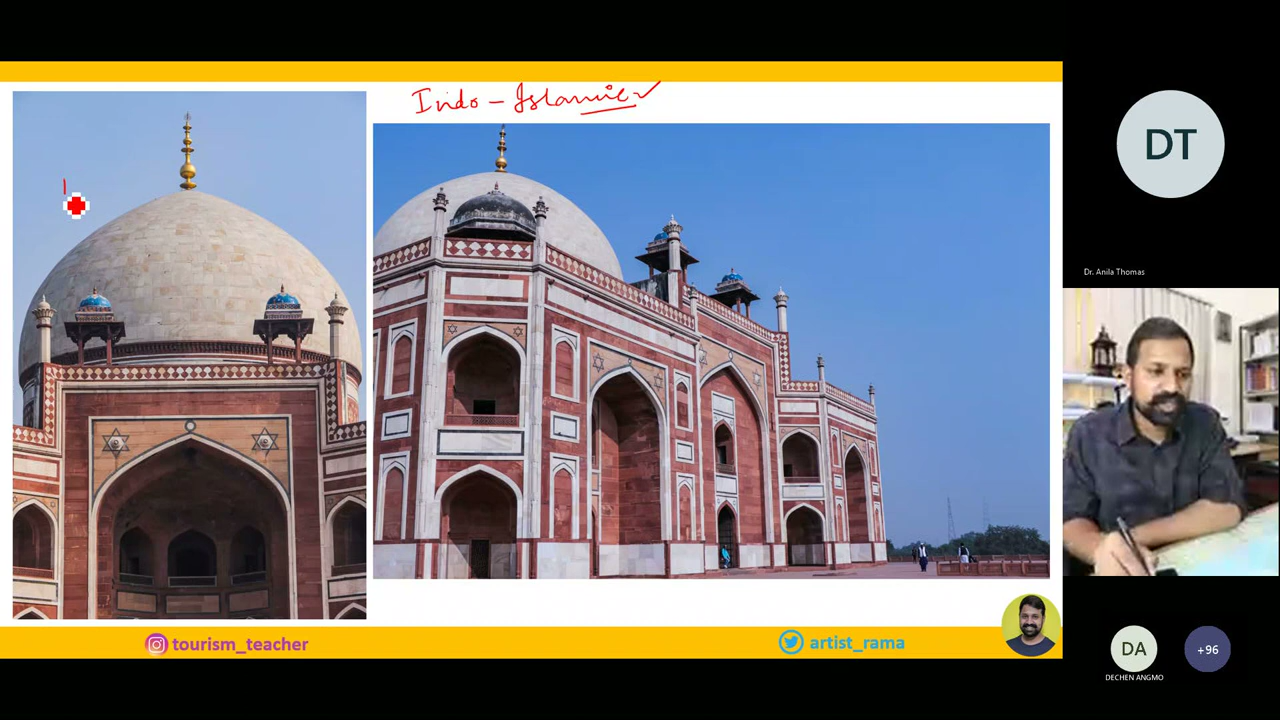 Indo - Islamic
DT
Dr. Anila Thomas
tourism_teacher
artist_rama
DA
+96
DECHEN ANGMO